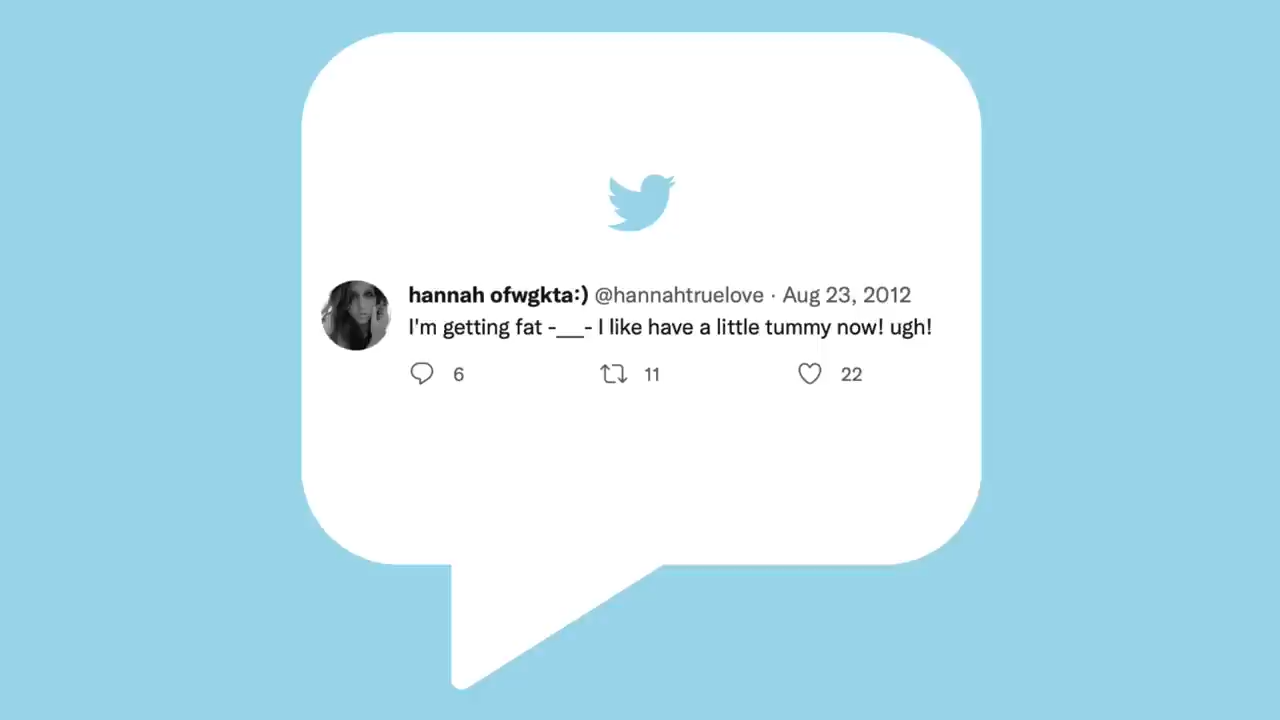 hannah ofwgkta:) @hannahtruelove · Aug 23, 2012
I'm getting fat -___- I like have a little tummy now! ugh!
6 11 22